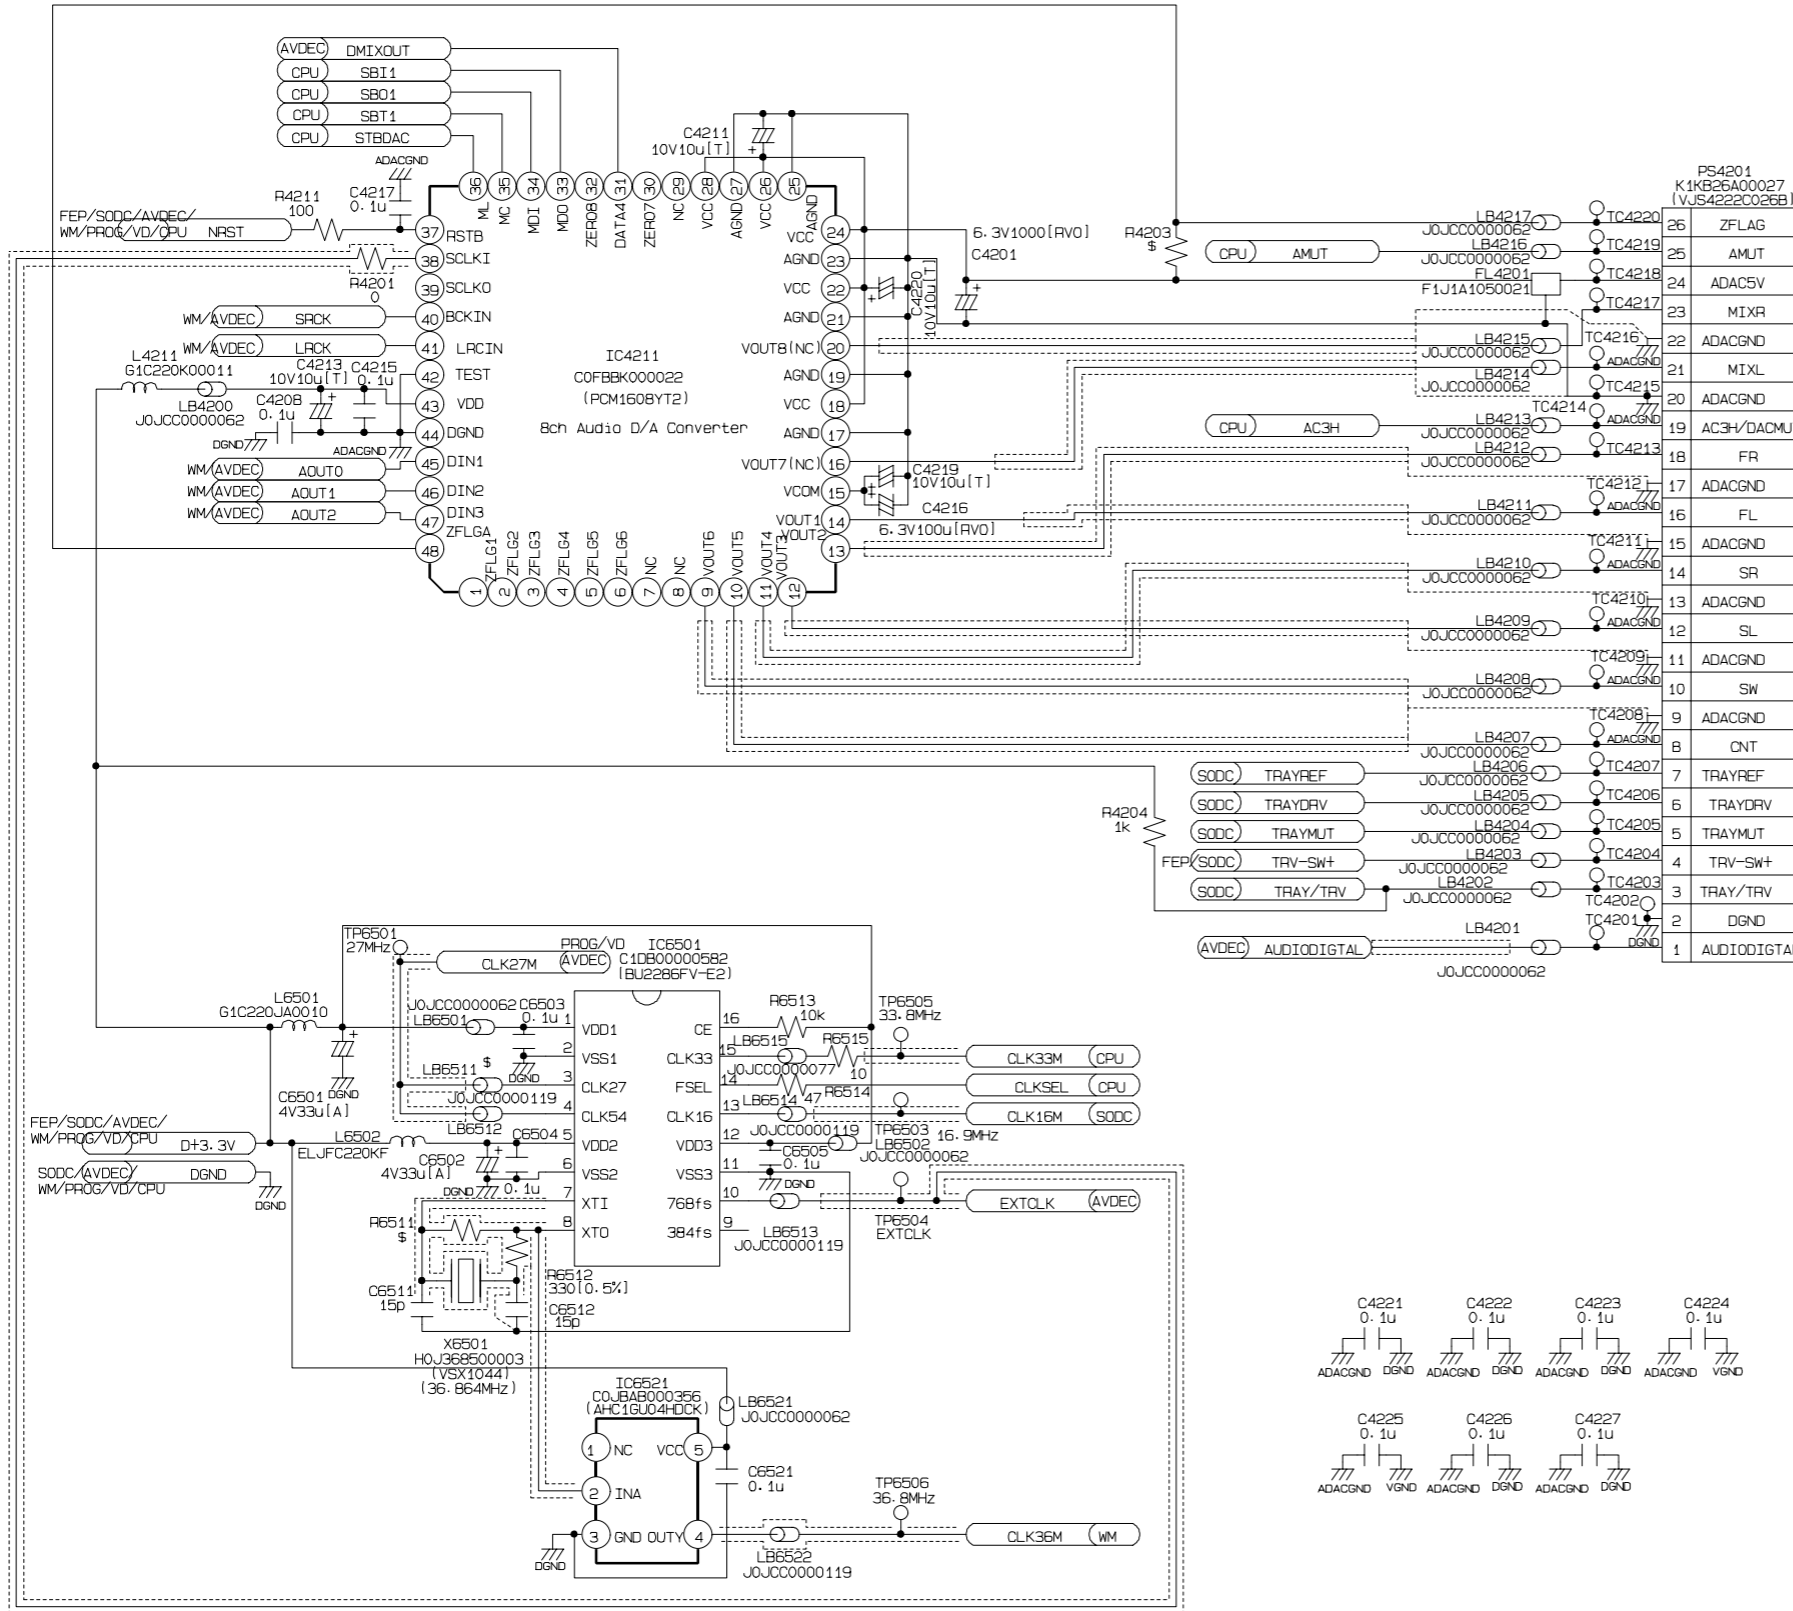 AVDEC DMIXOUT
CPU SBI1
CPU SBO1
CPU SBT1
CPU STBDAC
ADACGND
C4217
0.1u
R4211
100
FEP/SODC/AVDEC/
WM/PROG/VD/CPU NRST
R4201
0
WM/AVDEC SRCK
WM/AVDEC LRCK
L4211
G1C220K00011
LB4200
J0JCC0000062
C4213
10V10u[T]
C4215
0.1u
C4208
0.1u
DGND
ADACGND
WM/AVDEC AOUT0
WM/AVDEC AOUT1
WM/AVDEC AOUT2
C4211
10V10u[T]
36 ML
35 MC
34 MDI
33 MDO
32 ZERO8
31 DATA4
30 ZERO7
29 NC
28 VCC
27 AGND
26 VCC
25 AGND
37 RSTB
38 SCLKI
39 SCLKO
40 BCKIN
41 LRCIN
42 TEST
43 VDD
44 DGND
45 DIN1
46 DIN2
47 DIN3
48 ZFLGA
IC4211
C0FBBK000022
(PCM1608YT2)
8ch Audio D/A Converter
VCC 24
AGND 23
VCC 22
AGND 21
VOUT8(NC) 20
AGND 19
VCC 18
AGND 17
VOUT7(NC) 16
VCOM 15
VOUT1 14
VOUT2 13
1 ZFLG1
2 ZFLG2
3 ZFLG3
4 ZFLG4
5 ZFLG5
6 ZFLG6
7 NC
8 NC
9 VOUT6
10 VOUT5
11 VOUT4
12 VOUT3
C4220
10V10u[T]
6.3V1000[RVO]
C4201
C4219
10V10u[T]
C4216
6.3V100u[RVO]
R4203
$
CPU AMUT
CPU AC3H
PS4201
K1KB26A00027
(VJS4222C026B)
LB4217 J0JCC0000062 TC4220 26 ZFLAG
LB4216 J0JCC0000062 TC4219 25 AMUT
FL4201 F1J1A1050021 TC4218 24 ADAC5V
TC4217 23 MIXR
LB4215 J0JCC0000062 TC4216 ADACGND 22 ADACGND
LB4214 J0JCC0000062 21 MIXL
TC4215 ADACGND 20 ADACGND
LB4213 J0JCC0000062 TC4214 19 AC3H/DACMUT
LB4212 J0JCC0000062 TC4213 18 FR
TC4212 ADACGND 17 ADACGND
LB4211 J0JCC0000062 16 FL
TC4211 ADACGND 15 ADACGND
LB4210 J0JCC0000062 14 SR
TC4210 ADACGND 13 ADACGND
LB4209 J0JCC0000062 12 SL
TC4209 ADACGND 11 ADACGND
LB4208 J0JCC0000062 10 SW
TC4208 ADACGND 9 ADACGND
LB4207 J0JCC0000062 8 CNT
SODC TRAYREF LB4206 J0JCC0000062 TC4207 7 TRAYREF
SODC TRAYDRV LB4205 J0JCC0000062 TC4206 6 TRAYDRV
SODC TRAYMUT LB4204 J0JCC0000062 TC4205 5 TRAYMUT
FEP/SODC TRV-SW+ LB4203 J0JCC0000062 TC4204 4 TRV-SW+
SODC TRAY/TRV LB4202 J0JCC0000062 TC4203 3 TRAY/TRV
TC4202 DGND 2 DGND
AVDEC AUDIODIGTAL LB4201 J0JCC0000062 TC4201 1 AUDIODIGTAL
R4204
1k
TP6501
27MHz
CLK27M PROG/VD AVDEC
IC6501
C1DB00000582
(BU2286FV-E2)
L6501
G1C220JA0010
J0JCC0000062
LB6501
C6503
0.1u
DGND
C6501
4V33u[A]
DGND
LB6511 $
J0JCC0000119
LB6512
FEP/SODC/AVDEC/
WM/PROG/VD/CPU D+3.3V
SODC/AVDEC/
WM/PROG/VD/CPU DGND
DGND
L6502
ELJFC220KF
C6502
4V33u[A]
C6504
0.1u
DGND
1 VDD1
2 VSS1
3 CLK27
4 CLK54
5 VDD2
6 VSS2
7 XTI
8 XTO
16 CE
15 CLK33
14 FSEL
13 CLK16
12 VDD3
11 VSS3
10 768fs
9 384fs
R6513
10k
LB6515
J0JCC0000077
R6515
10
TP6505
33.8MHz
CLK33M CPU
R6514
47
CLKSEL CPU
LB6514
J0JCC0000119
TP6503
16.9MHz
CLK16M SODC
LB6502
J0JCC0000062
C6505
0.1u
DGND
TP6504
EXTCLK
EXTCLK AVDEC
LB6513
J0JCC0000119
R6511
$
R6512
330[0.5%]
C6511
15p
C6512
15p
X6501
H0J368500003
(VSX1044)
(36.864MHz)
IC6521
C0JBAB000356
(AHC1GU04HDCK)
1 NC
2 INA
3 GND
VCC 5
OUTY 4
DGND
LB6521
J0JCC0000062
C6521
0.1u
TP6506
36.8MHz
CLK36M WM
LB6522
J0JCC0000119
C4221 C4222 C4223 C4224
0.1u 0.1u 0.1u 0.1u
ADACGND DGND ADACGND DGND ADACGND DGND ADACGND VGND
C4225 C4226 C4227
0.1u 0.1u 0.1u
ADACGND VGND ADACGND DGND ADACGND DGND